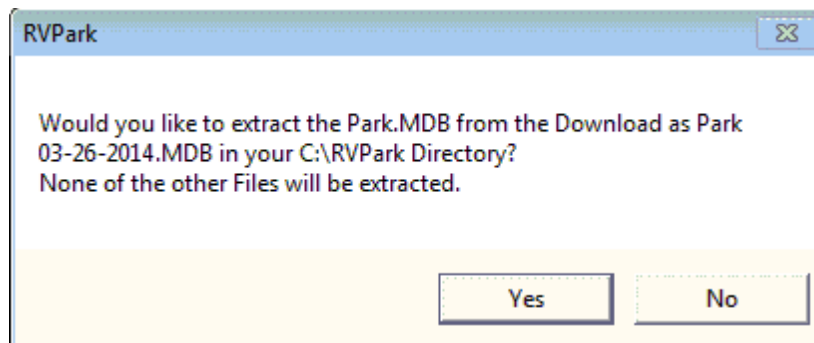 RVPark
Would you like to extract the Park.MDB from the Download as Park
03-26-2014.MDB in your C:\RVPark Directory?
None of the other Files will be extracted.
Yes No